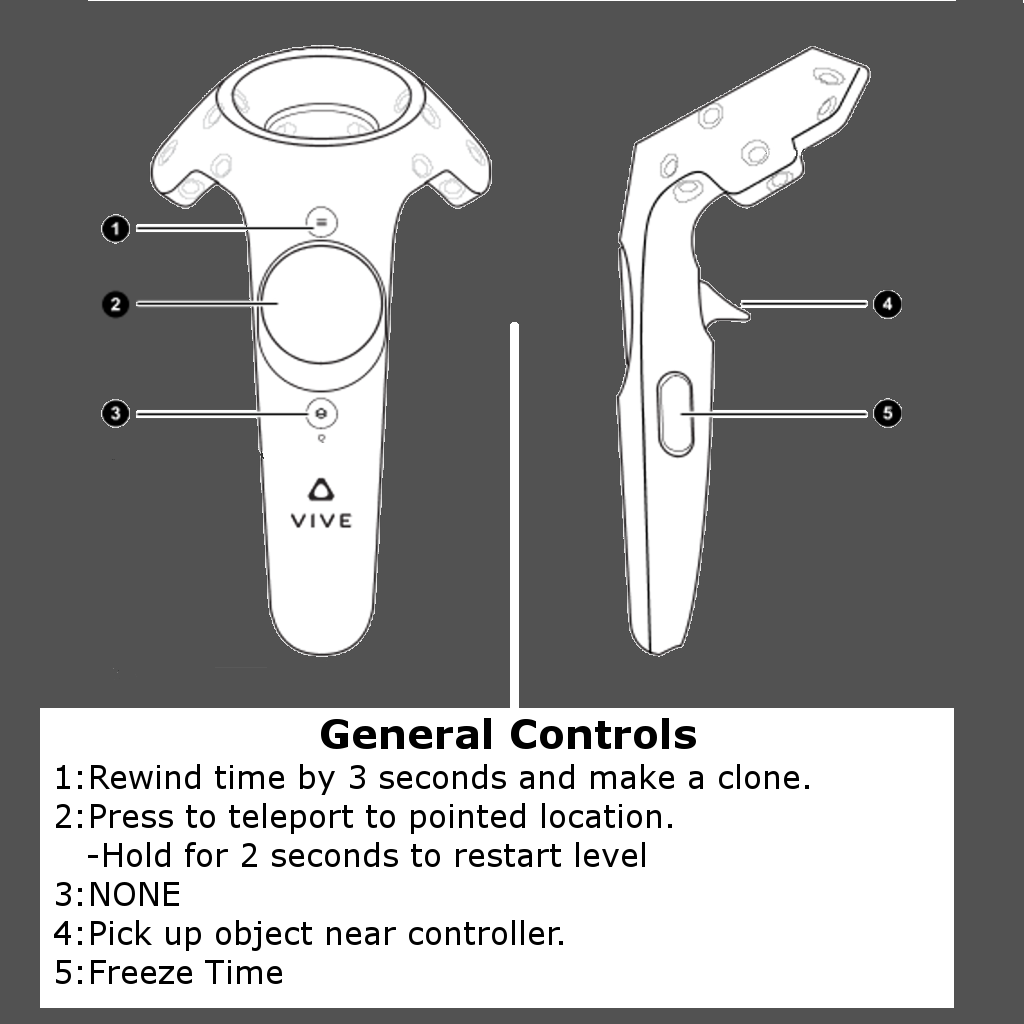 1
2
3
VIVE
4
5
General Controls
1:Rewind time by 3 seconds and make a clone.
2:Press to teleport to pointed location.
-Hold for 2 seconds to restart level
3:NONE
4:Pick up object near controller.
5:Freeze Time